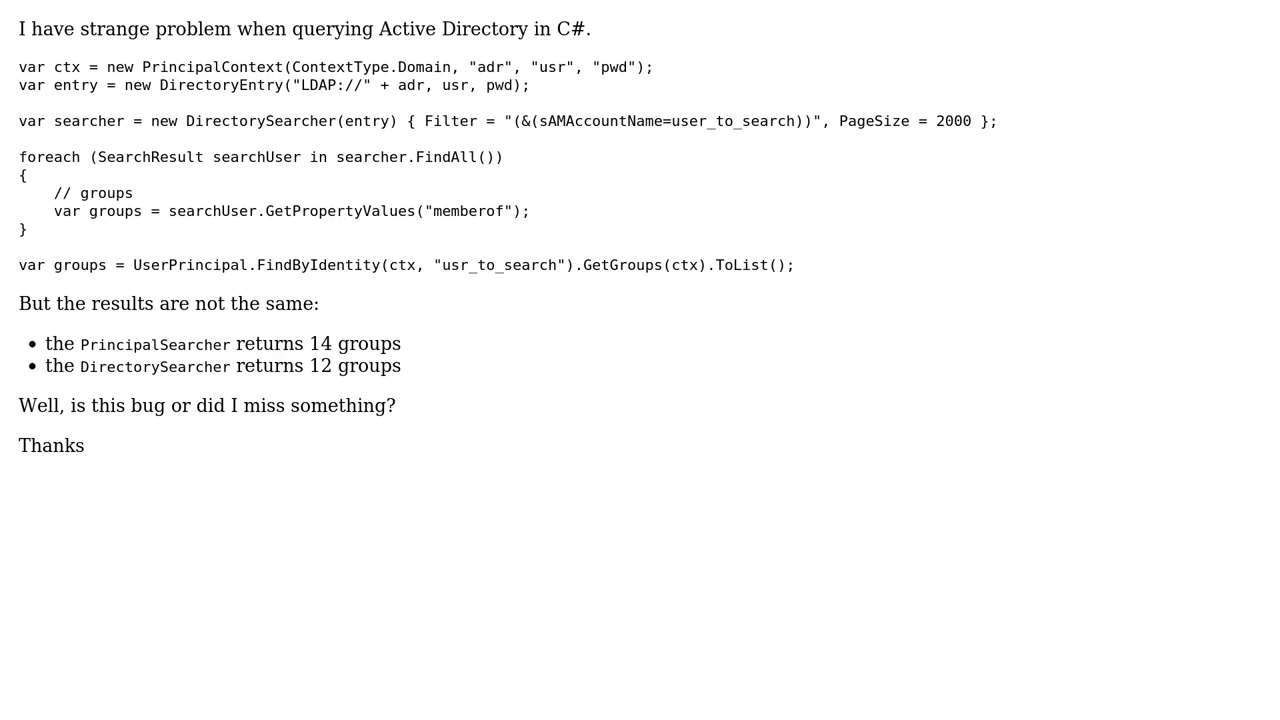 I have strange problem when querying Active Directory in C#.
var ctx = new PrincipalContext(ContextType.Domain, "adr", "usr", "pwd");
var entry = new DirectoryEntry("LDAP://" + adr, usr, pwd);
var searcher = new DirectorySearcher(entry) { Filter = "(&(sAMAccountName=user_to_search))", PageSize = 2000 };
foreach (SearchResult searchUser in searcher.FindAll())
{
    // groups
    var groups = searchUser.GetPropertyValues("memberof");
}
var groups = UserPrincipal.FindByIdentity(ctx, "usr_to_search").GetGroups(ctx).ToList();
But the results are not the same:
• the PrincipalSearcher returns 14 groups
• the DirectorySearcher returns 12 groups
Well, is this bug or did I miss something?
Thanks